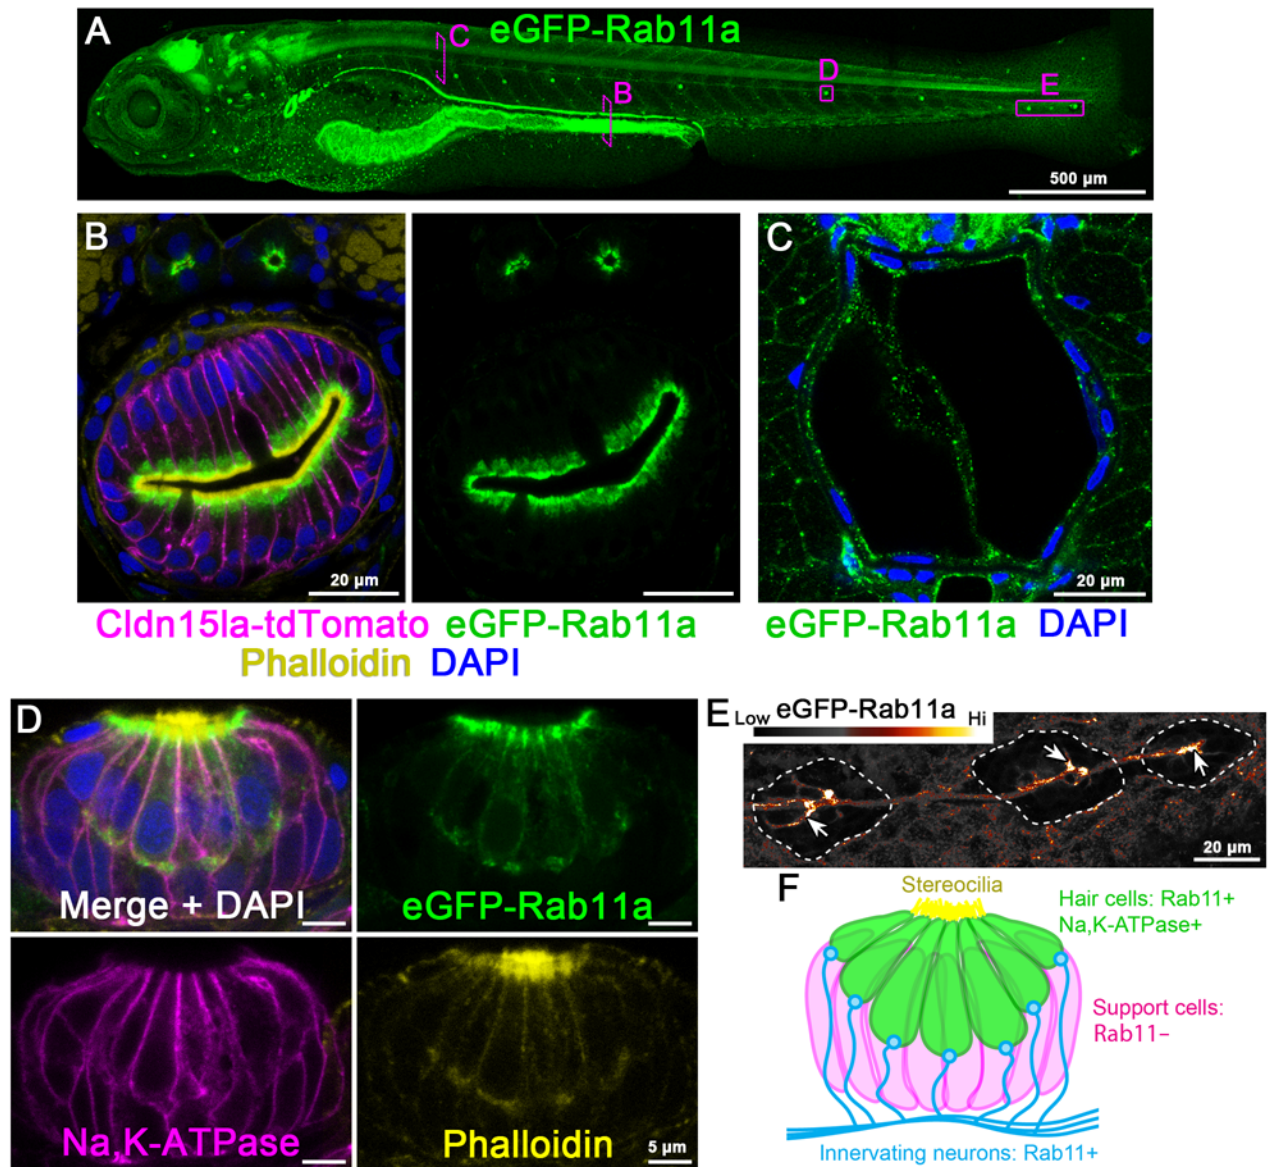 A
eGFP-Rab11a
C
B
D
E
500 µm
B
20 µm
C
20 µm
Cldn15la-tdTomato eGFP-Rab11a
Phalloidin DAPI
eGFP-Rab11a DAPI
D
Merge + DAPI
eGFP-Rab11a
Na,K-ATPase
Phalloidin
5 µm
E
Low eGFP-Rab11a Hi
20 µm
F
Stereocilia
Hair cells: Rab11+
Na,K-ATPase+
Support cells:
Rab11–
Innervating neurons: Rab11+